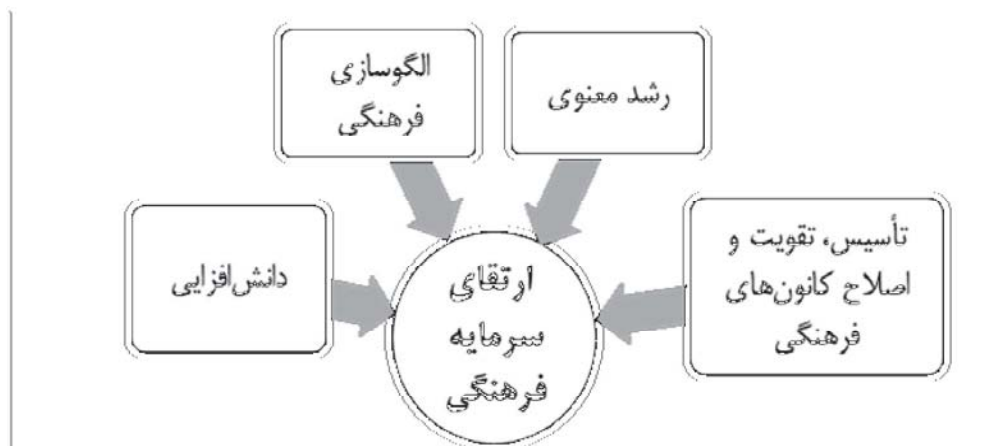 رشد معنوی
الگوسازی
فرهنگی
تأسیس، تقویت و
اصلاح کانون‌های
فرهنگی
دانش‌افزایی
ارتقای
سرمایه
فرهنگی